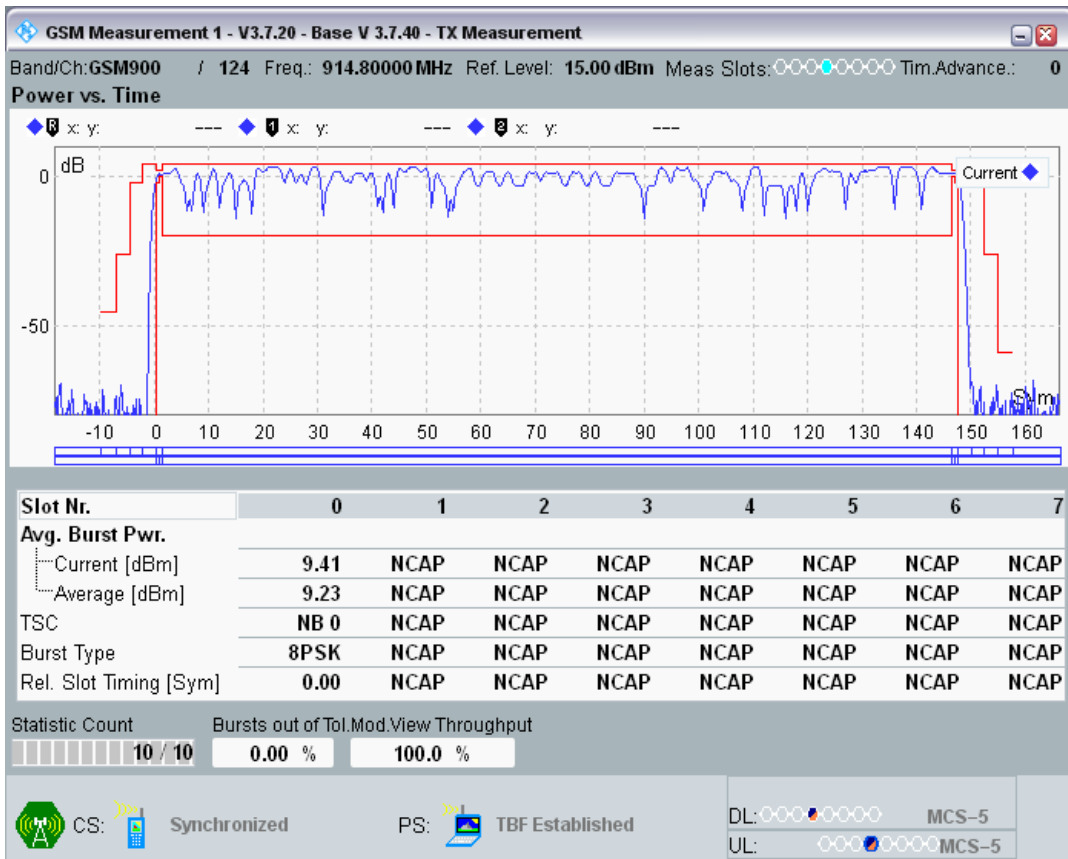 GSM Measurement 1 - V3.7.20 - Base V 3.7.40 - TX Measurement
Band/Ch:GSM900 / 124 Freq.: 914.80000 MHz Ref. Level: 15.00 dBm Meas Slots: Tim.Advance.: 0
Power vs. Time
R x: y: --- 1 x: y: --- 2 x: y: ---
dB
Current
0
-50
Sym
-10 0 10 20 30 40 50 60 70 80 90 100 110 120 130 140 150 160
Slot Nr. 0 1 2 3 4 5 6 7
Avg. Burst Pwr.
Current [dBm] 9.41 NCAP NCAP NCAP NCAP NCAP NCAP NCAP
Average [dBm] 9.23 NCAP NCAP NCAP NCAP NCAP NCAP NCAP
TSC NB 0 NCAP NCAP NCAP NCAP NCAP NCAP NCAP
Burst Type 8PSK NCAP NCAP NCAP NCAP NCAP NCAP NCAP
Rel. Slot Timing [Sym] 0.00 NCAP NCAP NCAP NCAP NCAP NCAP NCAP
Statistic Count Bursts out of Tol.Mod.View Throughput
10 / 10 0.00 % 100.0 %
CS: Synchronized PS: TBF Established
DL: MCS-5
UL: MCS-5